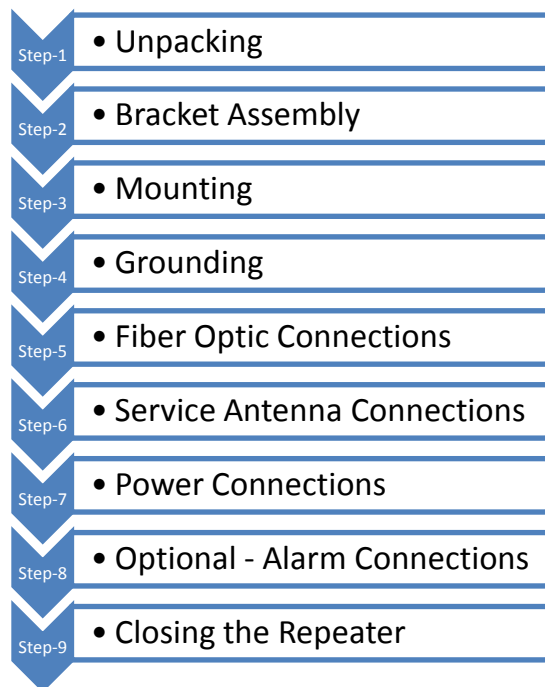 Step-1
• Unpacking
Step-2
• Bracket Assembly
Step-3
• Mounting
Step-4
• Grounding
Step-5
• Fiber Optic Connections
Step-6
• Service Antenna Connections
Step-7
• Power Connections
Step-8
• Optional - Alarm Connections
Step-9
• Closing the Repeater